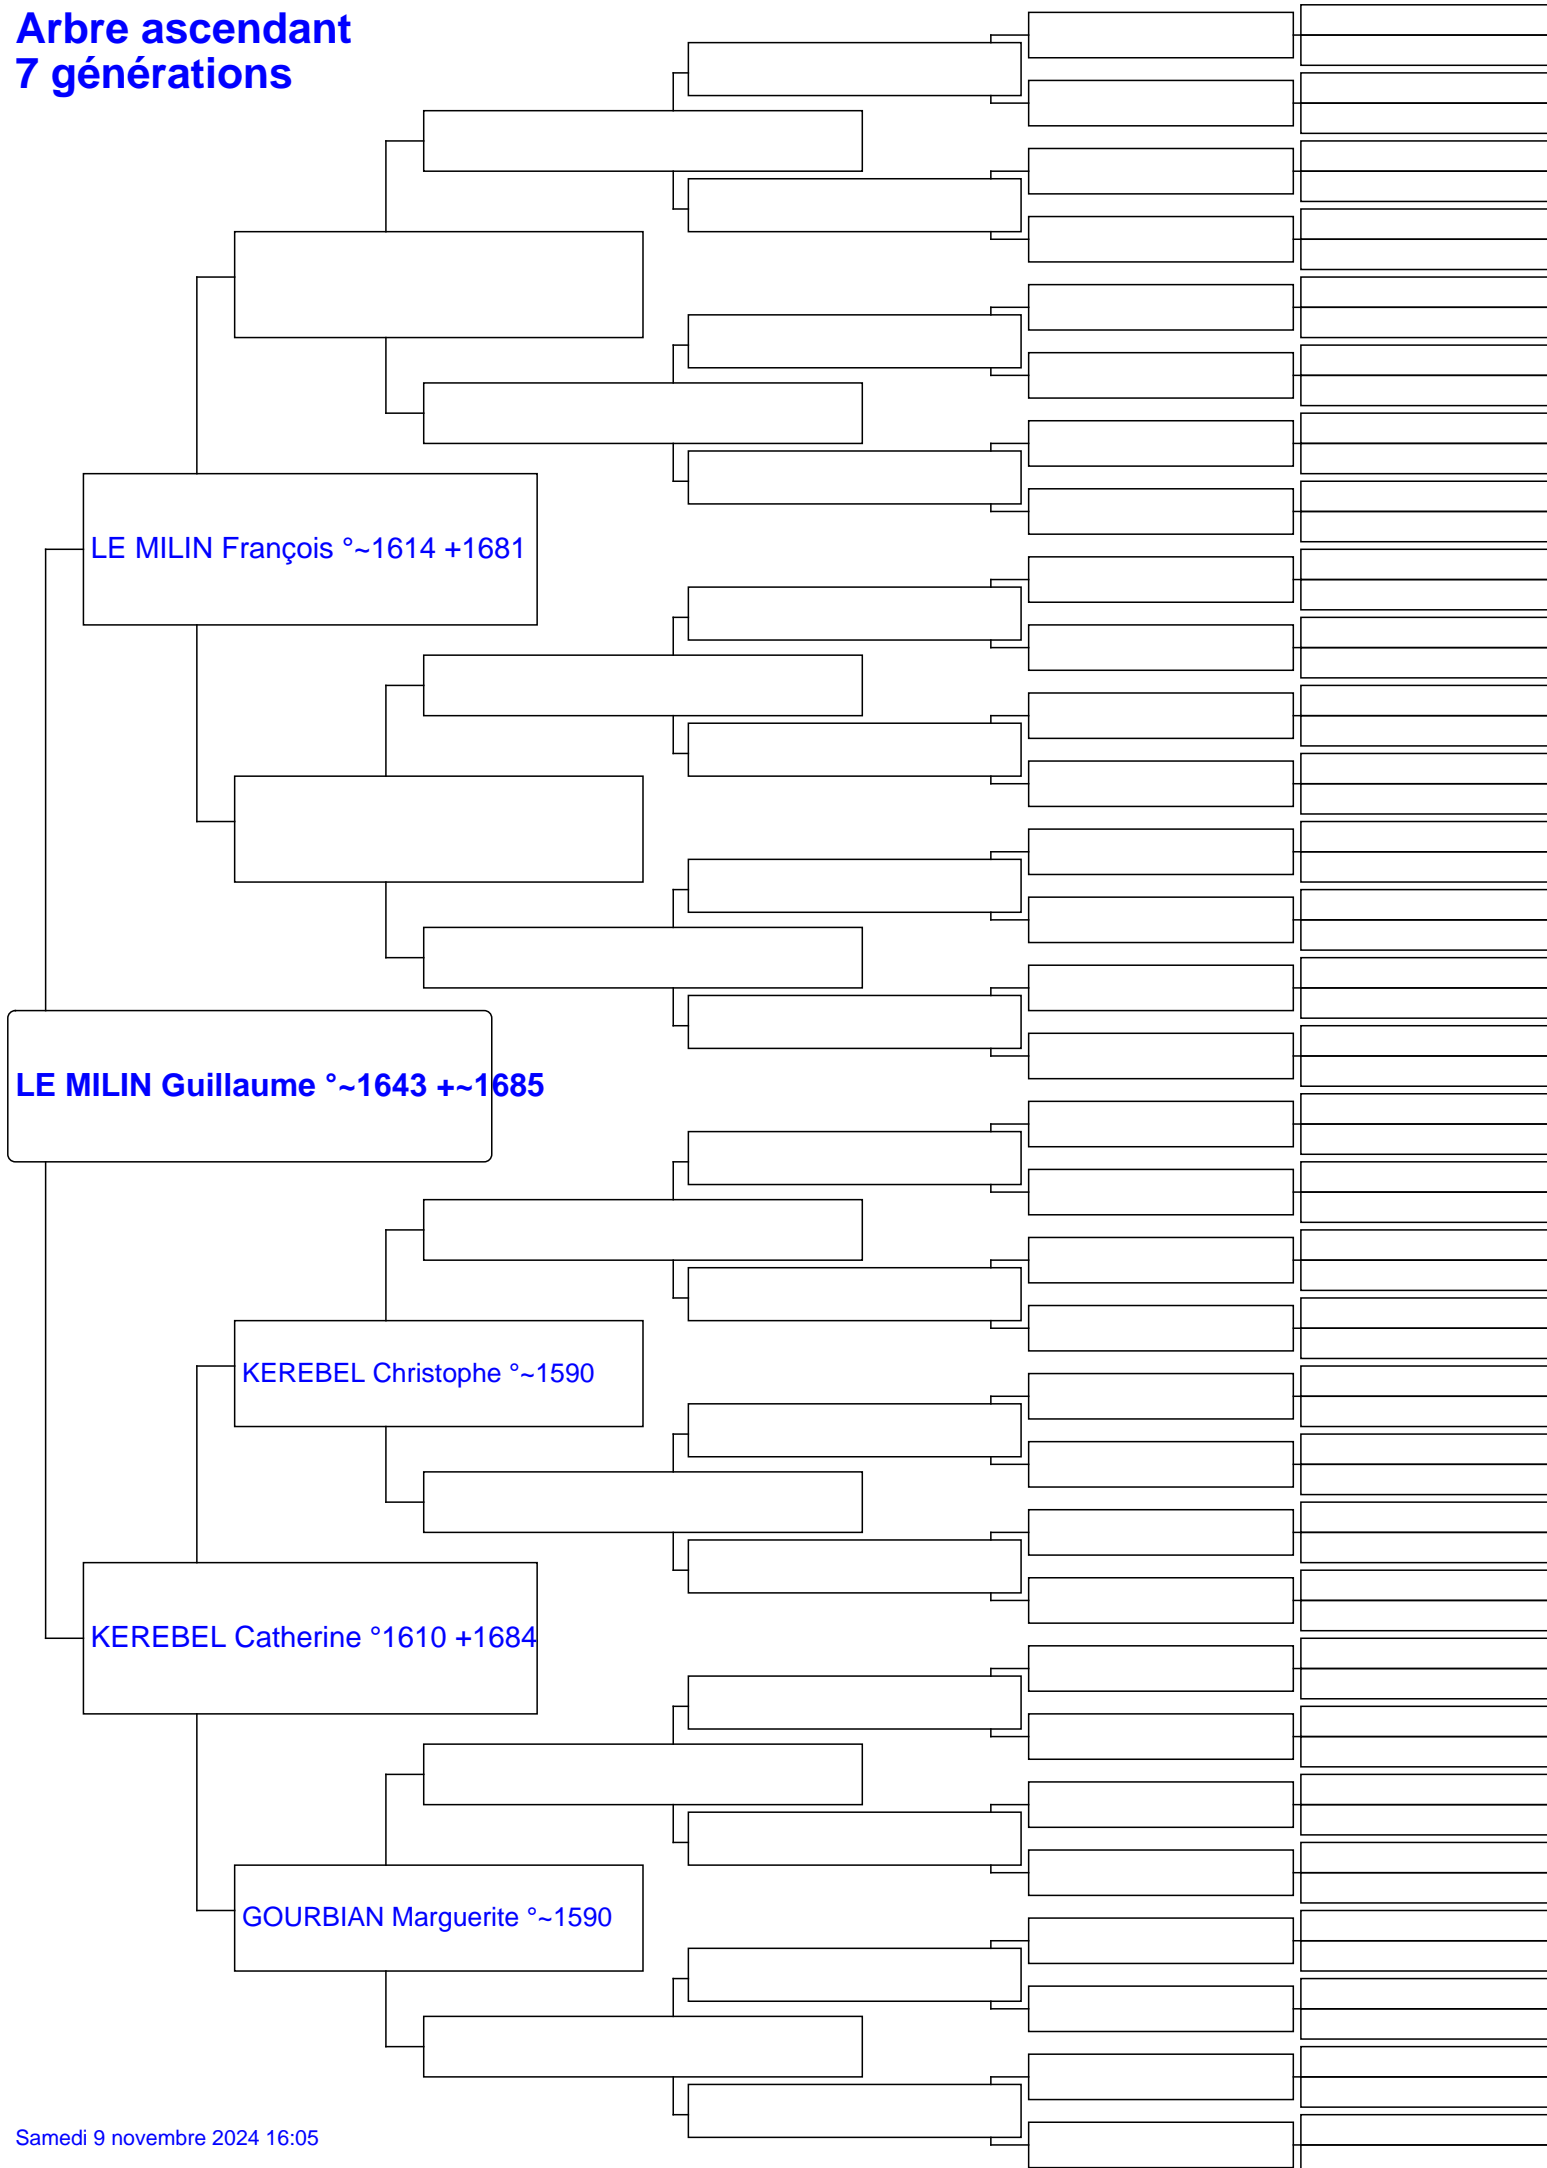 Arbre ascendant
7 générations
LE MILIN François °~1614 +1681
LE MILIN Guillaume °~1643 +~1685
KEREBEL Christophe °~1590
KEREBEL Catherine °1610 +1684
GOURBIAN Marguerite °~1590
Samedi 9 novembre 2024 16:05